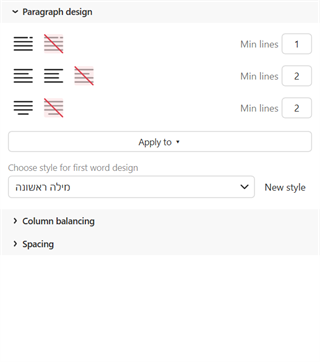 Paragraph design
Min lines 1
Min lines 2
Min lines 2
Apply to
Choose style for first word design
מילה ראשונה New style
Column balancing
Spacing